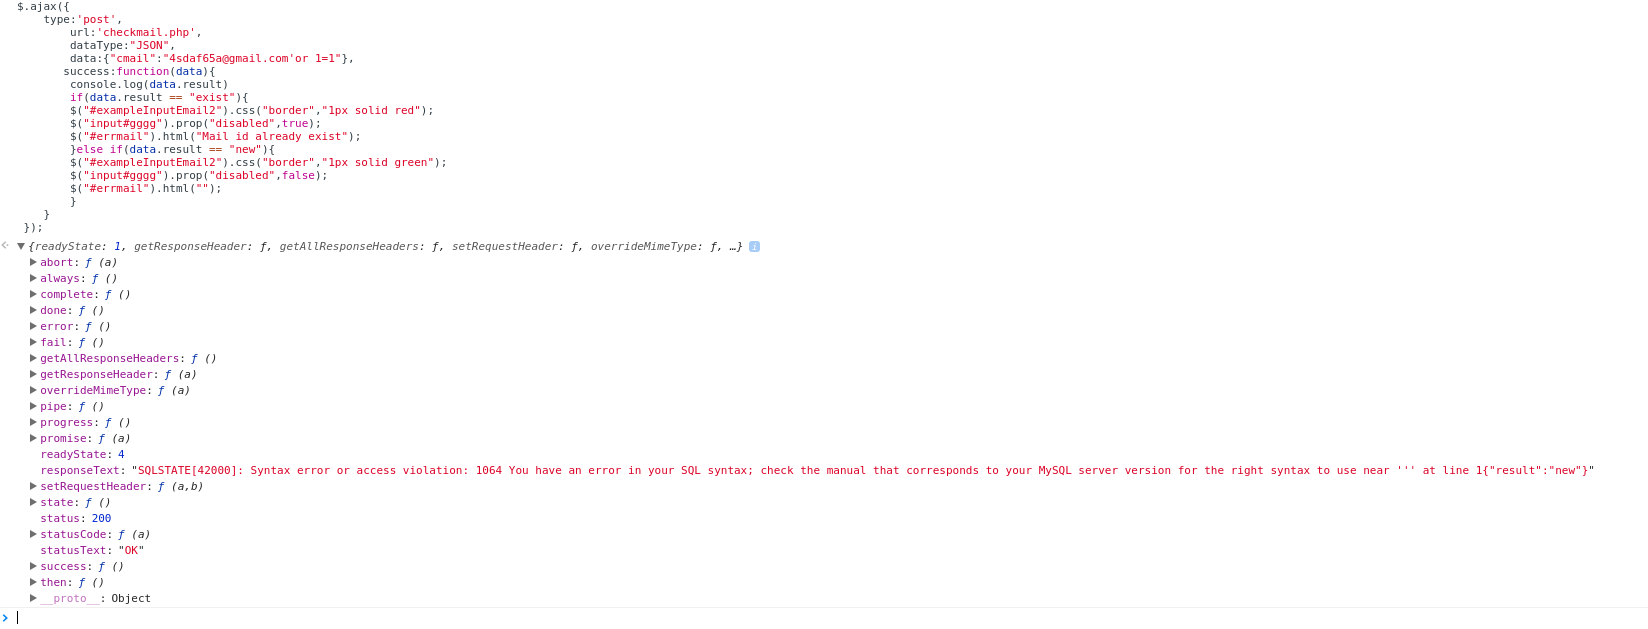 $.ajax({
type:'post',
url:'checkmail.php',
dataType:"JSON",
data:{"cmail":"4sdaf65a@gmail.com'or 1=1"},
success:function(data){
console.log(data.result)
if(data.result == "exist"){
$("#exampleInputEmail2").css("border","1px solid red");
$("input#gggg").prop("disabled",true);
$("#errmail").html("Mail id already exist");
}else if(data.result == "new"){
$("#exampleInputEmail2").css("border","1px solid green");
$("input#gggg").prop("disabled",false);
$("#errmail").html("");
}
}
});
{readyState: 1, getResponseHeader: ƒ, getAllResponseHeaders: ƒ, setRequestHeader: ƒ, overrideMimeType: ƒ, …} i
abort: ƒ (a)
always: ƒ ()
complete: ƒ ()
done: ƒ ()
error: ƒ ()
fail: ƒ ()
getAllResponseHeaders: ƒ ()
getResponseHeader: ƒ (a)
overrideMimeType: ƒ (a)
pipe: ƒ ()
progress: ƒ ()
promise: ƒ (a)
readyState: 4
responseText: "SQLSTATE[42000]: Syntax error or access violation: 1064 You have an error in your SQL syntax; check the manual that corresponds to your MySQL server version for the right syntax to use near ''' at line 1{"result":"new"}"
setRequestHeader: ƒ (a,b)
state: ƒ ()
status: 200
statusCode: ƒ (a)
statusText: "OK"
success: ƒ ()
then: ƒ ()
__proto__: Object